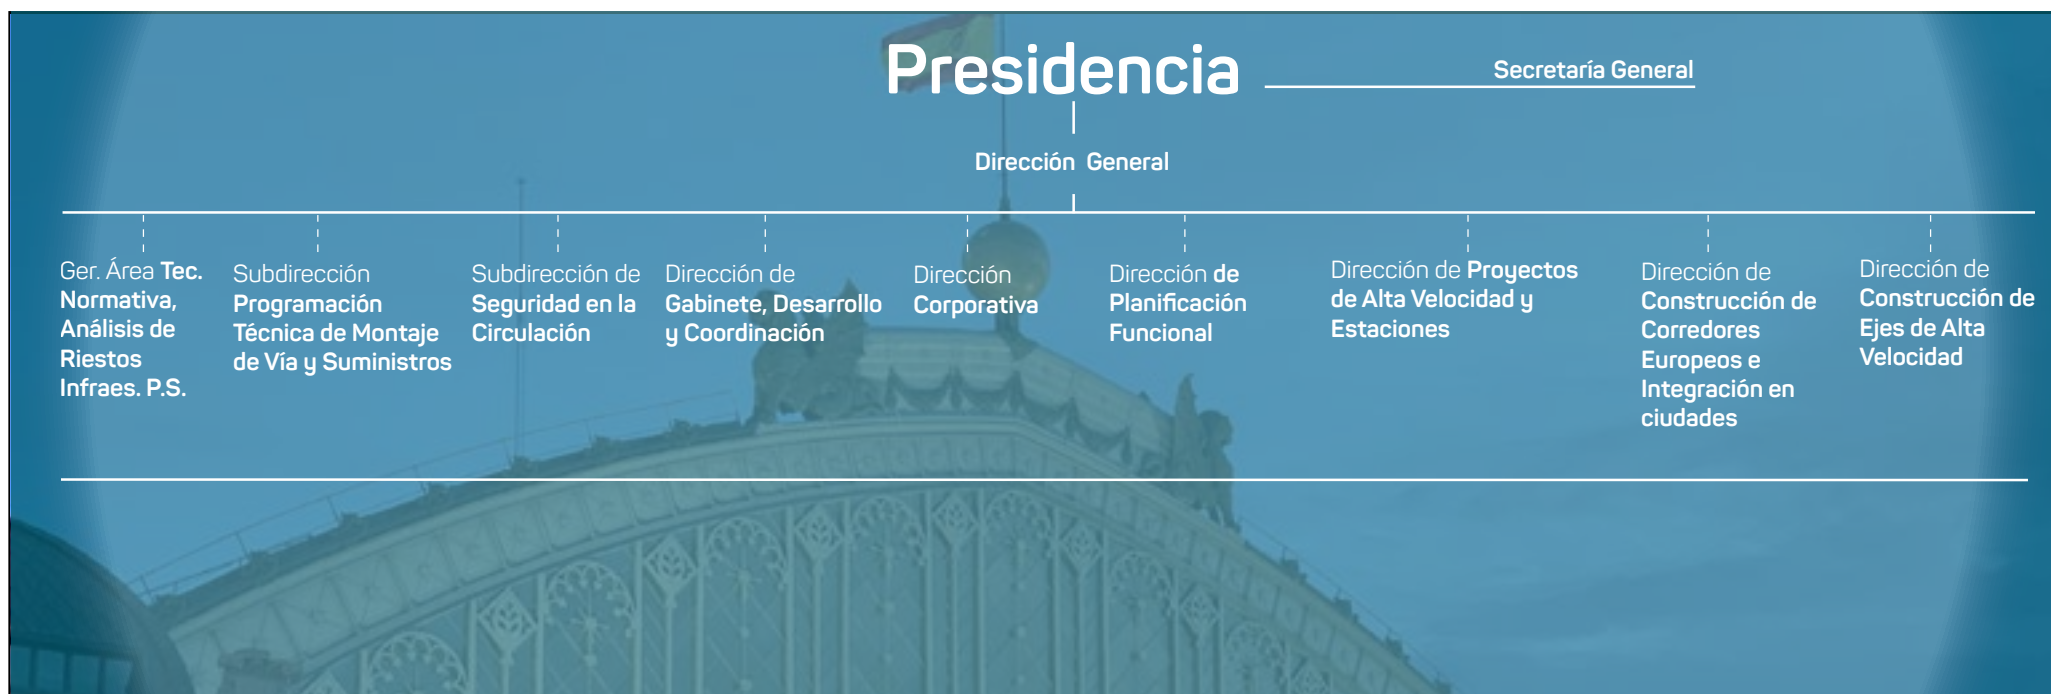 Presidencia
Secretaría General
Dirección General
Ger. Área Tec.
Normativa,
Análisis de
Riestos
Infraes. P.S.
Subdirección
Programación
Técnica de Montaje
de Vía y Suministros
Subdirección de
Seguridad en la
Circulación
Dirección de
Gabinete, Desarrollo
y Coordinación
Dirección
Corporativa
Dirección de
Planificación
Funcional
Dirección de Proyectos
de Alta Velocidad y
Estaciones
Dirección de
Construcción de
Corredores
Europeos e
Integración en
ciudades
Dirección de
Construcción de
Ejes de Alta
Velocidad